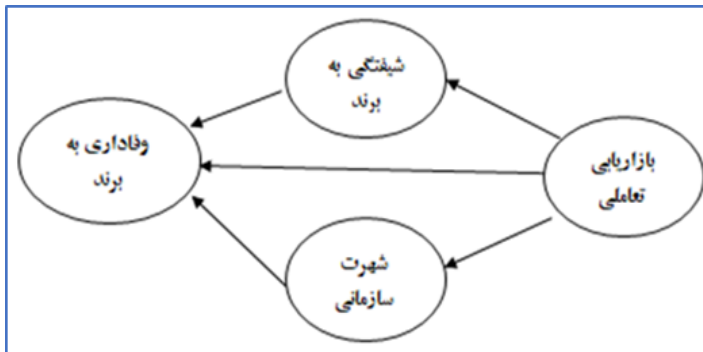 شیفتگی به
برند
وفاداری به
برند
بازاریابی
تعاملی
شهرت
سازمانی